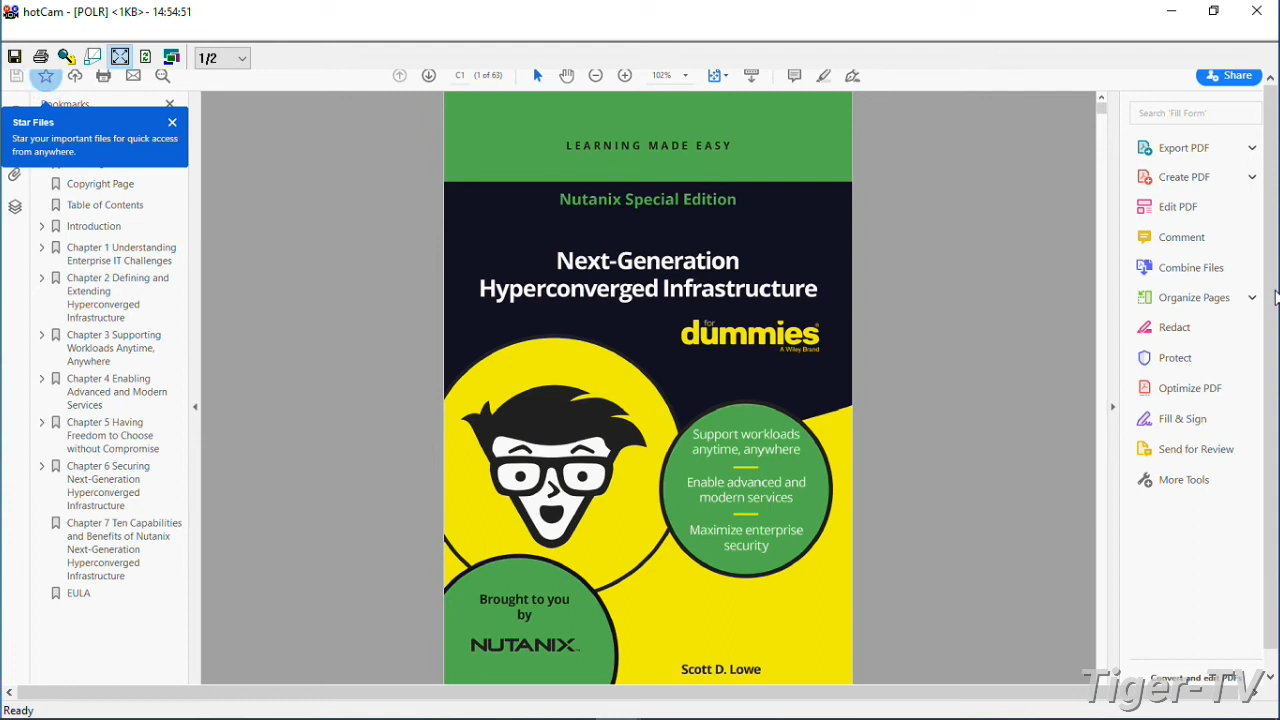 hotCam - [POLR] <1KB> - 14:54:51
1/2
C1 (1 of 63)
102%
Share
Bookmarks
Star Files
Star your important files for quick access
from anywhere.
Copyright Page
Table of Contents
Introduction
Chapter 1 Understanding
Enterprise IT Challenges
Chapter 2 Defining and
Extending
Hyperconverged
Infrastructure
Chapter 3 Supporting
Workloads Anytime,
Anywhere
Chapter 4 Enabling
Advanced and Modern
Services
Chapter 5 Having
Freedom to Choose
without Compromise
Chapter 6 Securing
Next-Generation
Hyperconverged
Infrastructure
Chapter 7 Ten Capabilities
and Benefits of Nutanix
Next-Generation
Hyperconverged
Infrastructure
EULA
LEARNING MADE EASY
Nutanix Special Edition
Next-Generation
Hyperconverged Infrastructure
for
dummies®
A Wiley Brand
Support workloads
anytime, anywhere
Enable advanced and
modern services
Maximize enterprise
security
Brought to you
by
NUTANIX™
Scott D. Lowe
Search 'Fill Form'
Export PDF
Create PDF
Edit PDF
Comment
Combine Files
Organize Pages
Redact
Protect
Optimize PDF
Fill & Sign
Send for Review
More Tools
Convert and edit PDFs
Tiger-TV
Ready